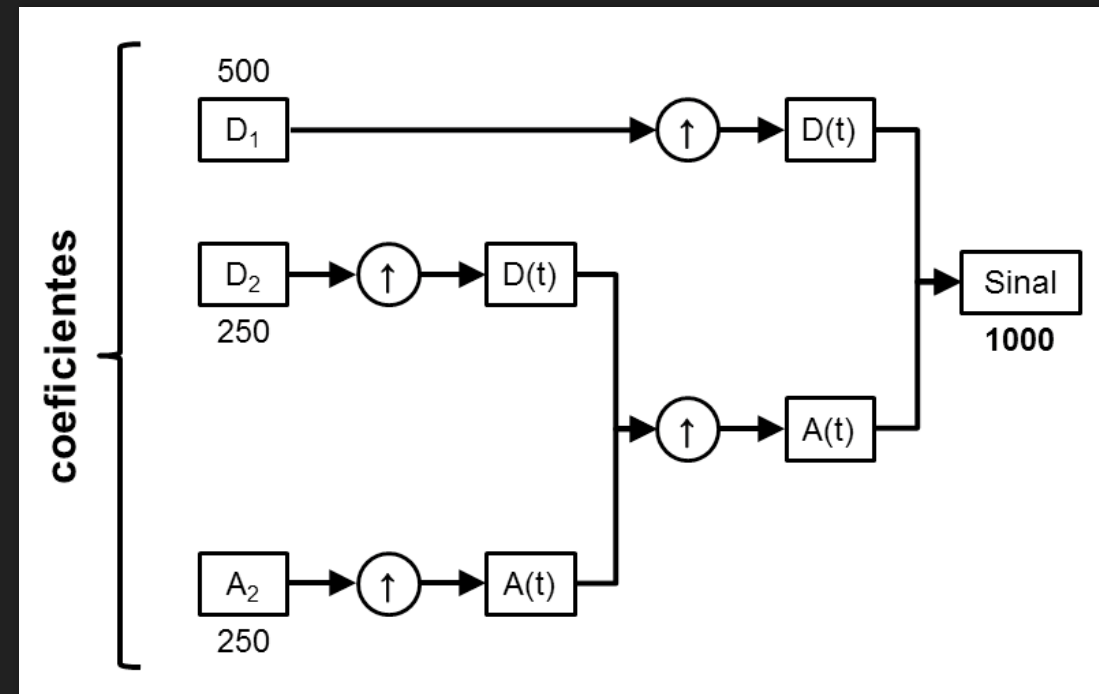 coeficientes
500
D₁
↑
D(t)
D₂
↑
D(t)
250
Sinal
1000
↑
A(t)
A₂
↑
A(t)
250